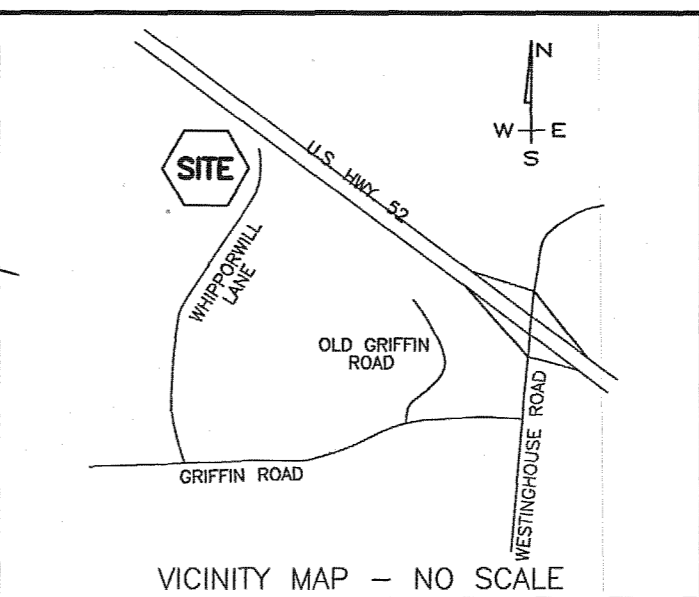 N
W E
S
SITE
U.S. HWY 52
WHIPPORWILL
LANE
OLD GRIFFIN
ROAD
WESTINGHOUSE ROAD
GRIFFIN ROAD
VICINITY MAP – NO SCALE